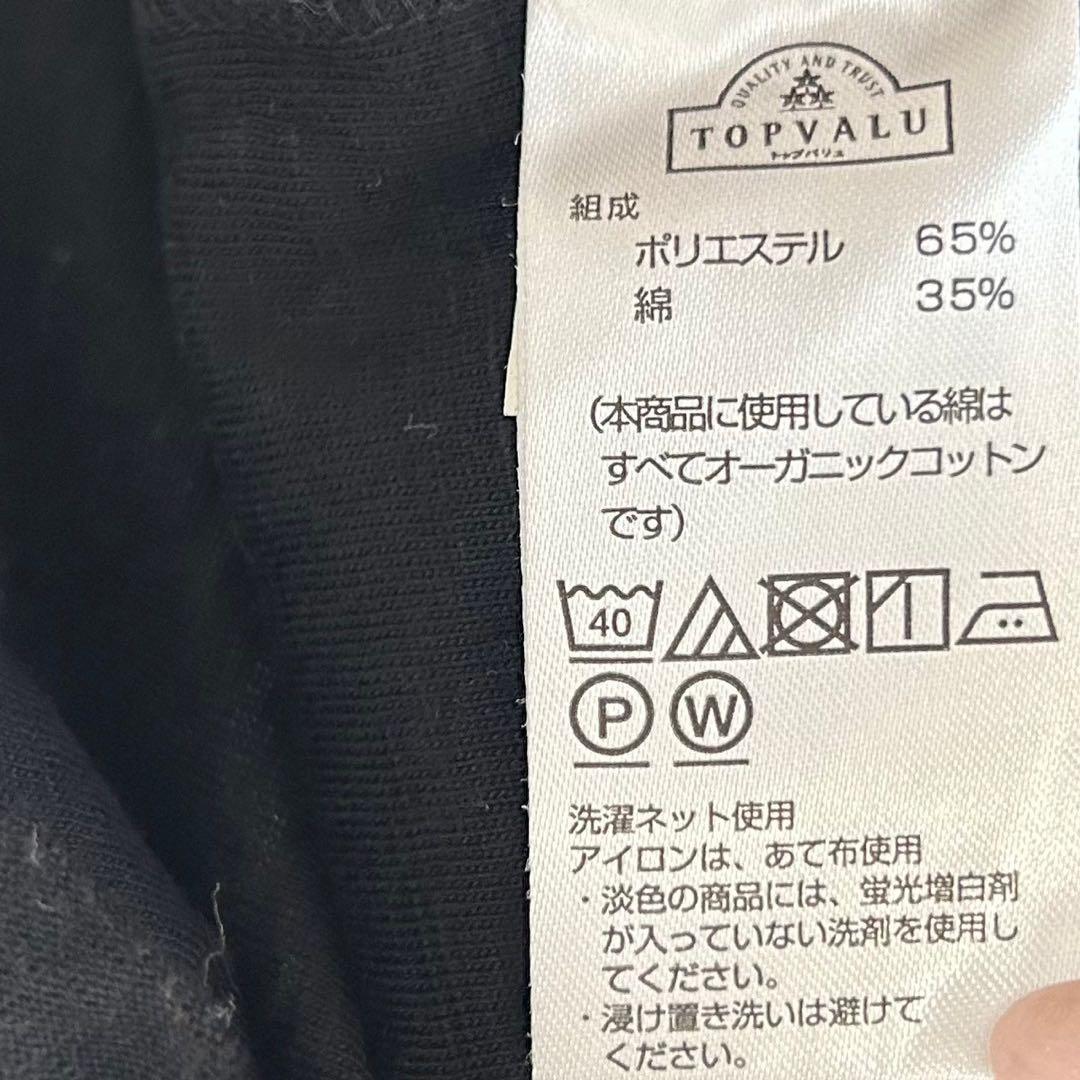 QUALITY AND TRUST
TOPVALU
トップバリュ
組成
ポリエステル 65%
綿 35%
(本商品に使用している綿は
すべてオーガニックコットン
です)
40
P W
洗濯ネット使用
アイロンは、あて布使用
・淡色の商品には、蛍光増白剤
が入っていない洗剤を使用し
てください。
・浸け置き洗いは避けて
ください。